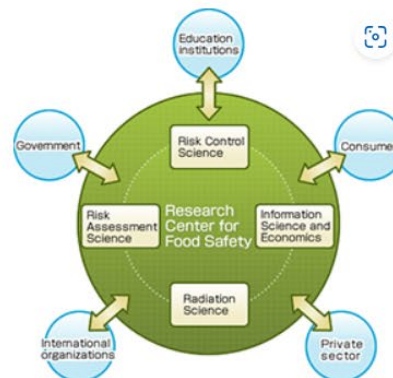 Education
institutions
Government
Consume
Risk Control
Science
Risk
Assessment
Science
Research
Center for
Food Safety
Information
Science and
Economics
Radiation
Science
International
organizations
Private
sector